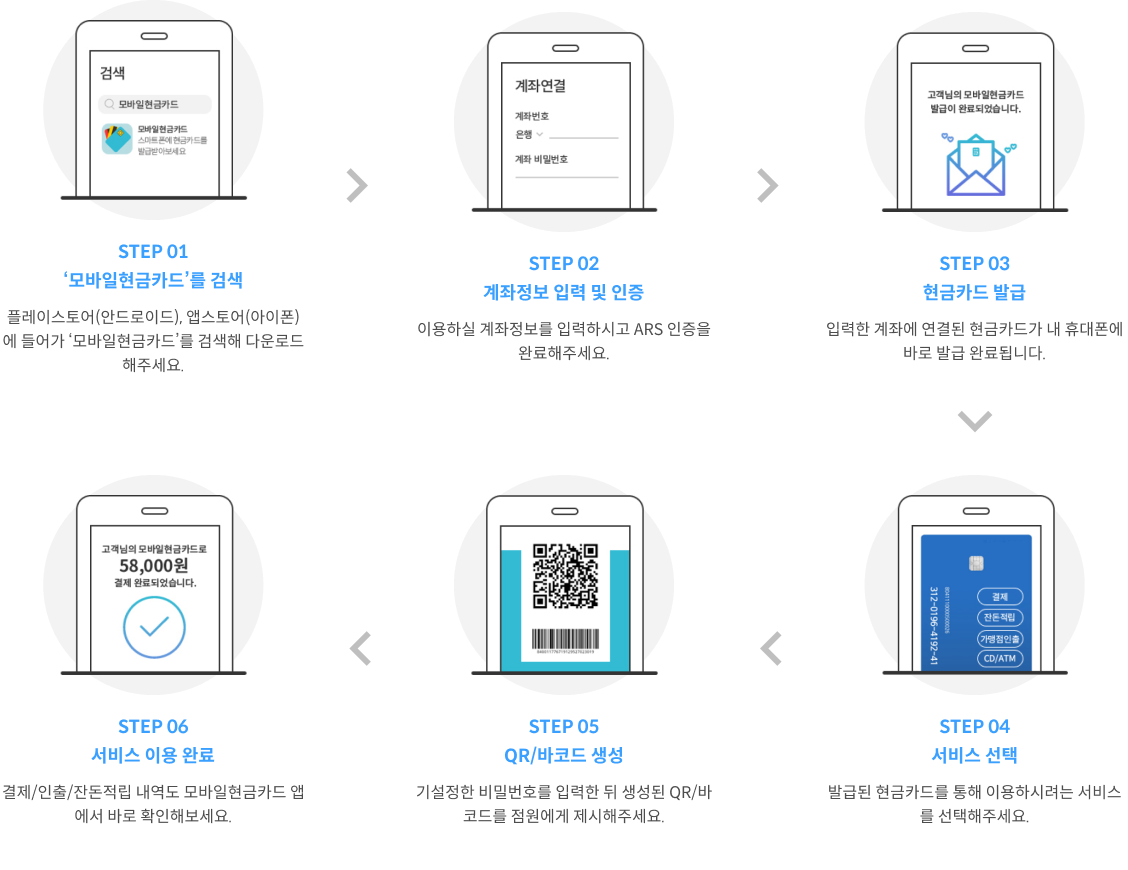 검색
모바일현금카드
모바일현금카드
스마트폰에 현금카드를
발급받아보세요
STEP 01
‘모바일현금카드’를 검색
플레이스토어(안드로이드), 앱스토어(아이폰)
에 들어가 ‘모바일현금카드’를 검색해 다운로드
해주세요.
계좌연결
계좌번호
은행
계좌 비밀번호
STEP 02
계좌정보 입력 및 인증
이용하실 계좌정보를 입력하시고 ARS 인증을
완료해주세요.
고객님의 모바일현금카드
발급이 완료되었습니다.
STEP 03
현금카드 발급
입력한 계좌에 연결된 현금카드가 내 휴대폰에
바로 발급 완료됩니다.
312-0196-4192-41
결제
잔돈적립
가맹점인출
CD/ATM
STEP 04
서비스 선택
발급된 현금카드를 통해 이용하시려는 서비스
를 선택해주세요.
STEP 05
QR/바코드 생성
기설정한 비밀번호를 입력한 뒤 생성된 QR/바
코드를 점원에게 제시해주세요.
고객님의 모바일현금카드로
58,000원
결제 완료되었습니다.
STEP 06
서비스 이용 완료
결제/인출/잔돈적립 내역도 모바일현금카드 앱
에서 바로 확인해보세요.